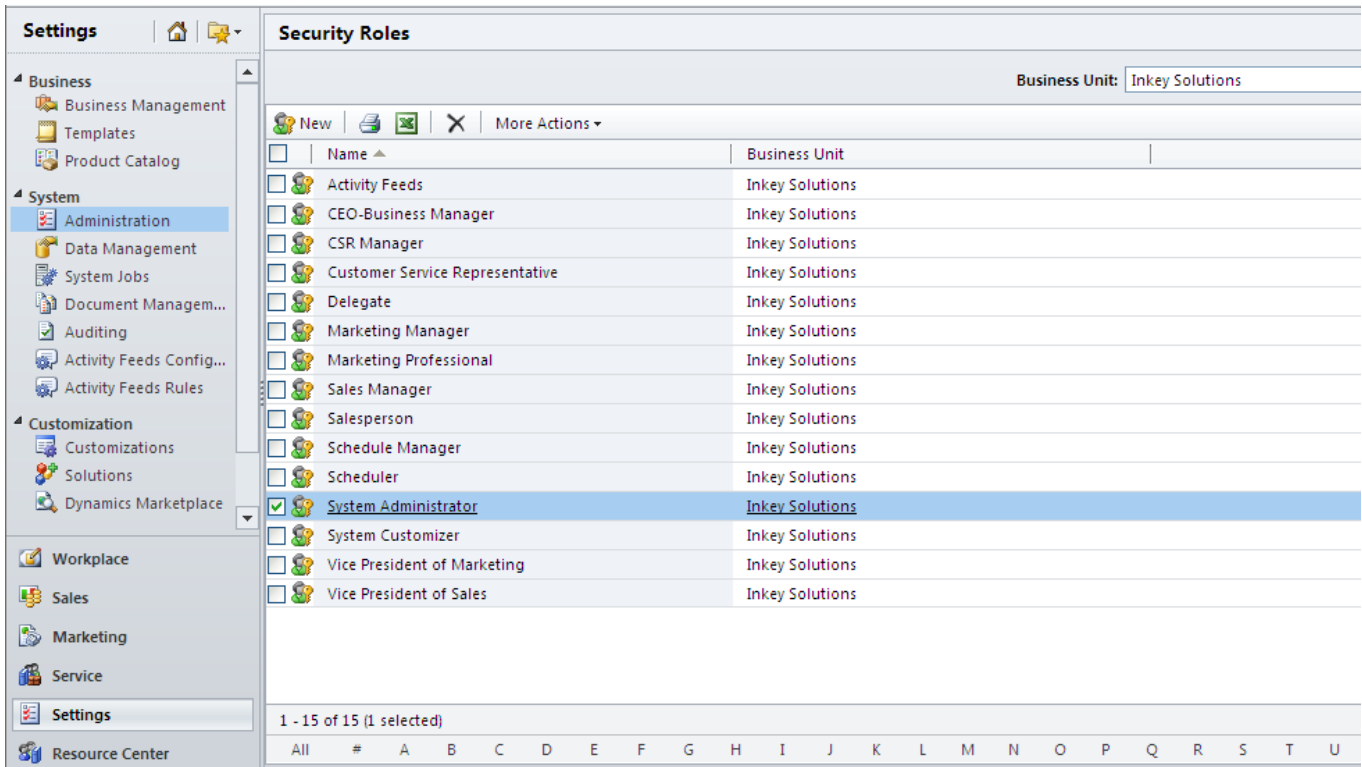 Settings
Business
Business Management
Templates
Product Catalog
System
Administration
Data Management
System Jobs
Document Managem...
Auditing
Activity Feeds Config...
Activity Feeds Rules
Customization
Customizations
Solutions
Dynamics Marketplace
Workplace
Sales
Marketing
Service
Settings
Resource Center
Security Roles
Business Unit: Inkey Solutions
New More Actions
Name Business Unit
Activity Feeds Inkey Solutions
CEO-Business Manager Inkey Solutions
CSR Manager Inkey Solutions
Customer Service Representative Inkey Solutions
Delegate Inkey Solutions
Marketing Manager Inkey Solutions
Marketing Professional Inkey Solutions
Sales Manager Inkey Solutions
Salesperson Inkey Solutions
Schedule Manager Inkey Solutions
Scheduler Inkey Solutions
System Administrator Inkey Solutions
System Customizer Inkey Solutions
Vice President of Marketing Inkey Solutions
Vice President of Sales Inkey Solutions
1 - 15 of 15 (1 selected)
All # A B C D E F G H I J K L M N O P Q R S T U